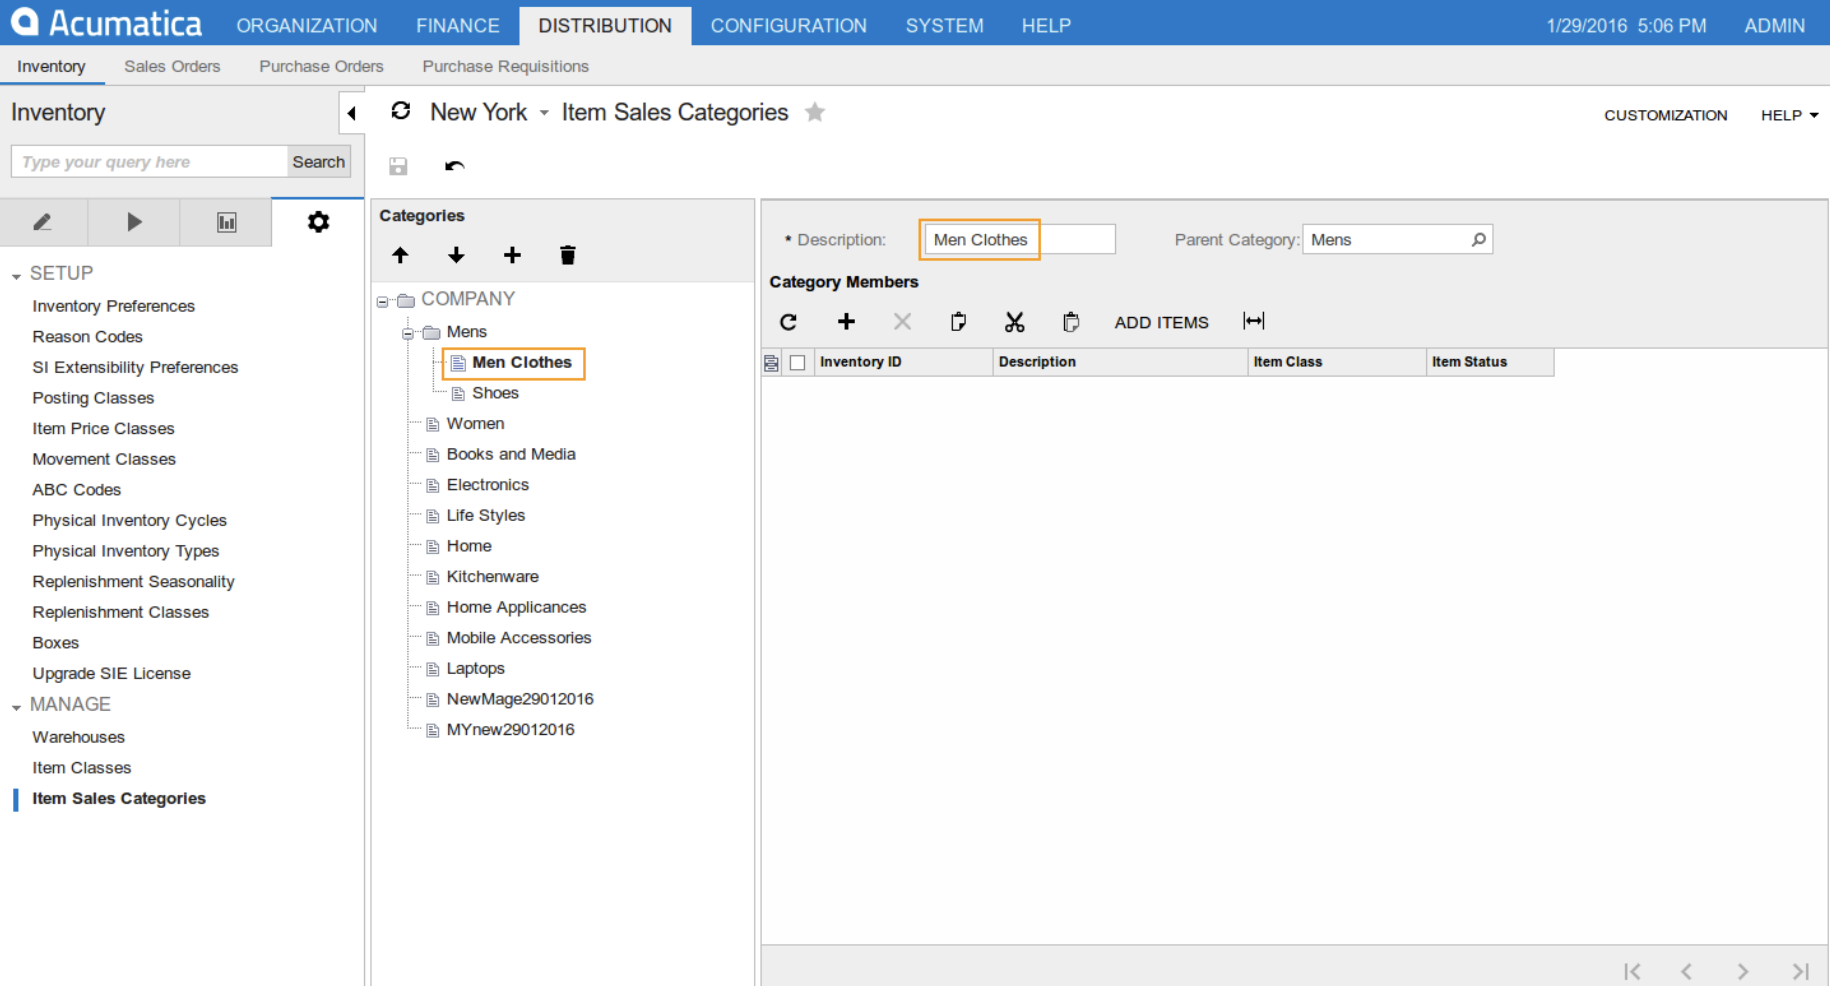 Acumatica ORGANIZATION FINANCE DISTRIBUTION CONFIGURATION SYSTEM HELP 1/29/2016 5:06 PM ADMIN
Inventory Sales Orders Purchase Orders Purchase Requisitions
Inventory
New York Item Sales Categories
CUSTOMIZATION HELP
Type your query here Search
SETUP
Inventory Preferences
Reason Codes
SI Extensibility Preferences
Posting Classes
Item Price Classes
Movement Classes
ABC Codes
Physical Inventory Cycles
Physical Inventory Types
Replenishment Seasonality
Replenishment Classes
Boxes
Upgrade SIE License
MANAGE
Warehouses
Item Classes
Item Sales Categories
Categories
COMPANY
Mens
Men Clothes
Shoes
Women
Books and Media
Electronics
Life Styles
Home
Kitchenware
Home Applicances
Mobile Accessories
Laptops
NewMage29012016
MYnew29012016
* Description: Men Clothes Parent Category: Mens
Category Members
ADD ITEMS
Inventory ID Description Item Class Item Status